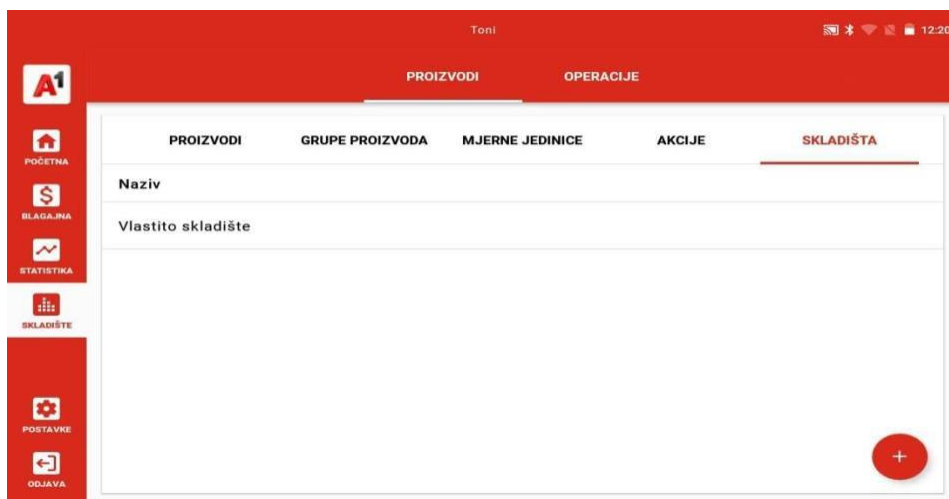 Toni
12:20
A1
PROIZVODI OPERACIJE
PROIZVODI GRUPE PROIZVODA MJERNE JEDINICE AKCIJE SKLADIŠTA
Naziv
Vlastito skladište
POČETNA
BLAGAJNA
STATISTIKA
SKLADIŠTE
POSTAVKE
ODJAVA